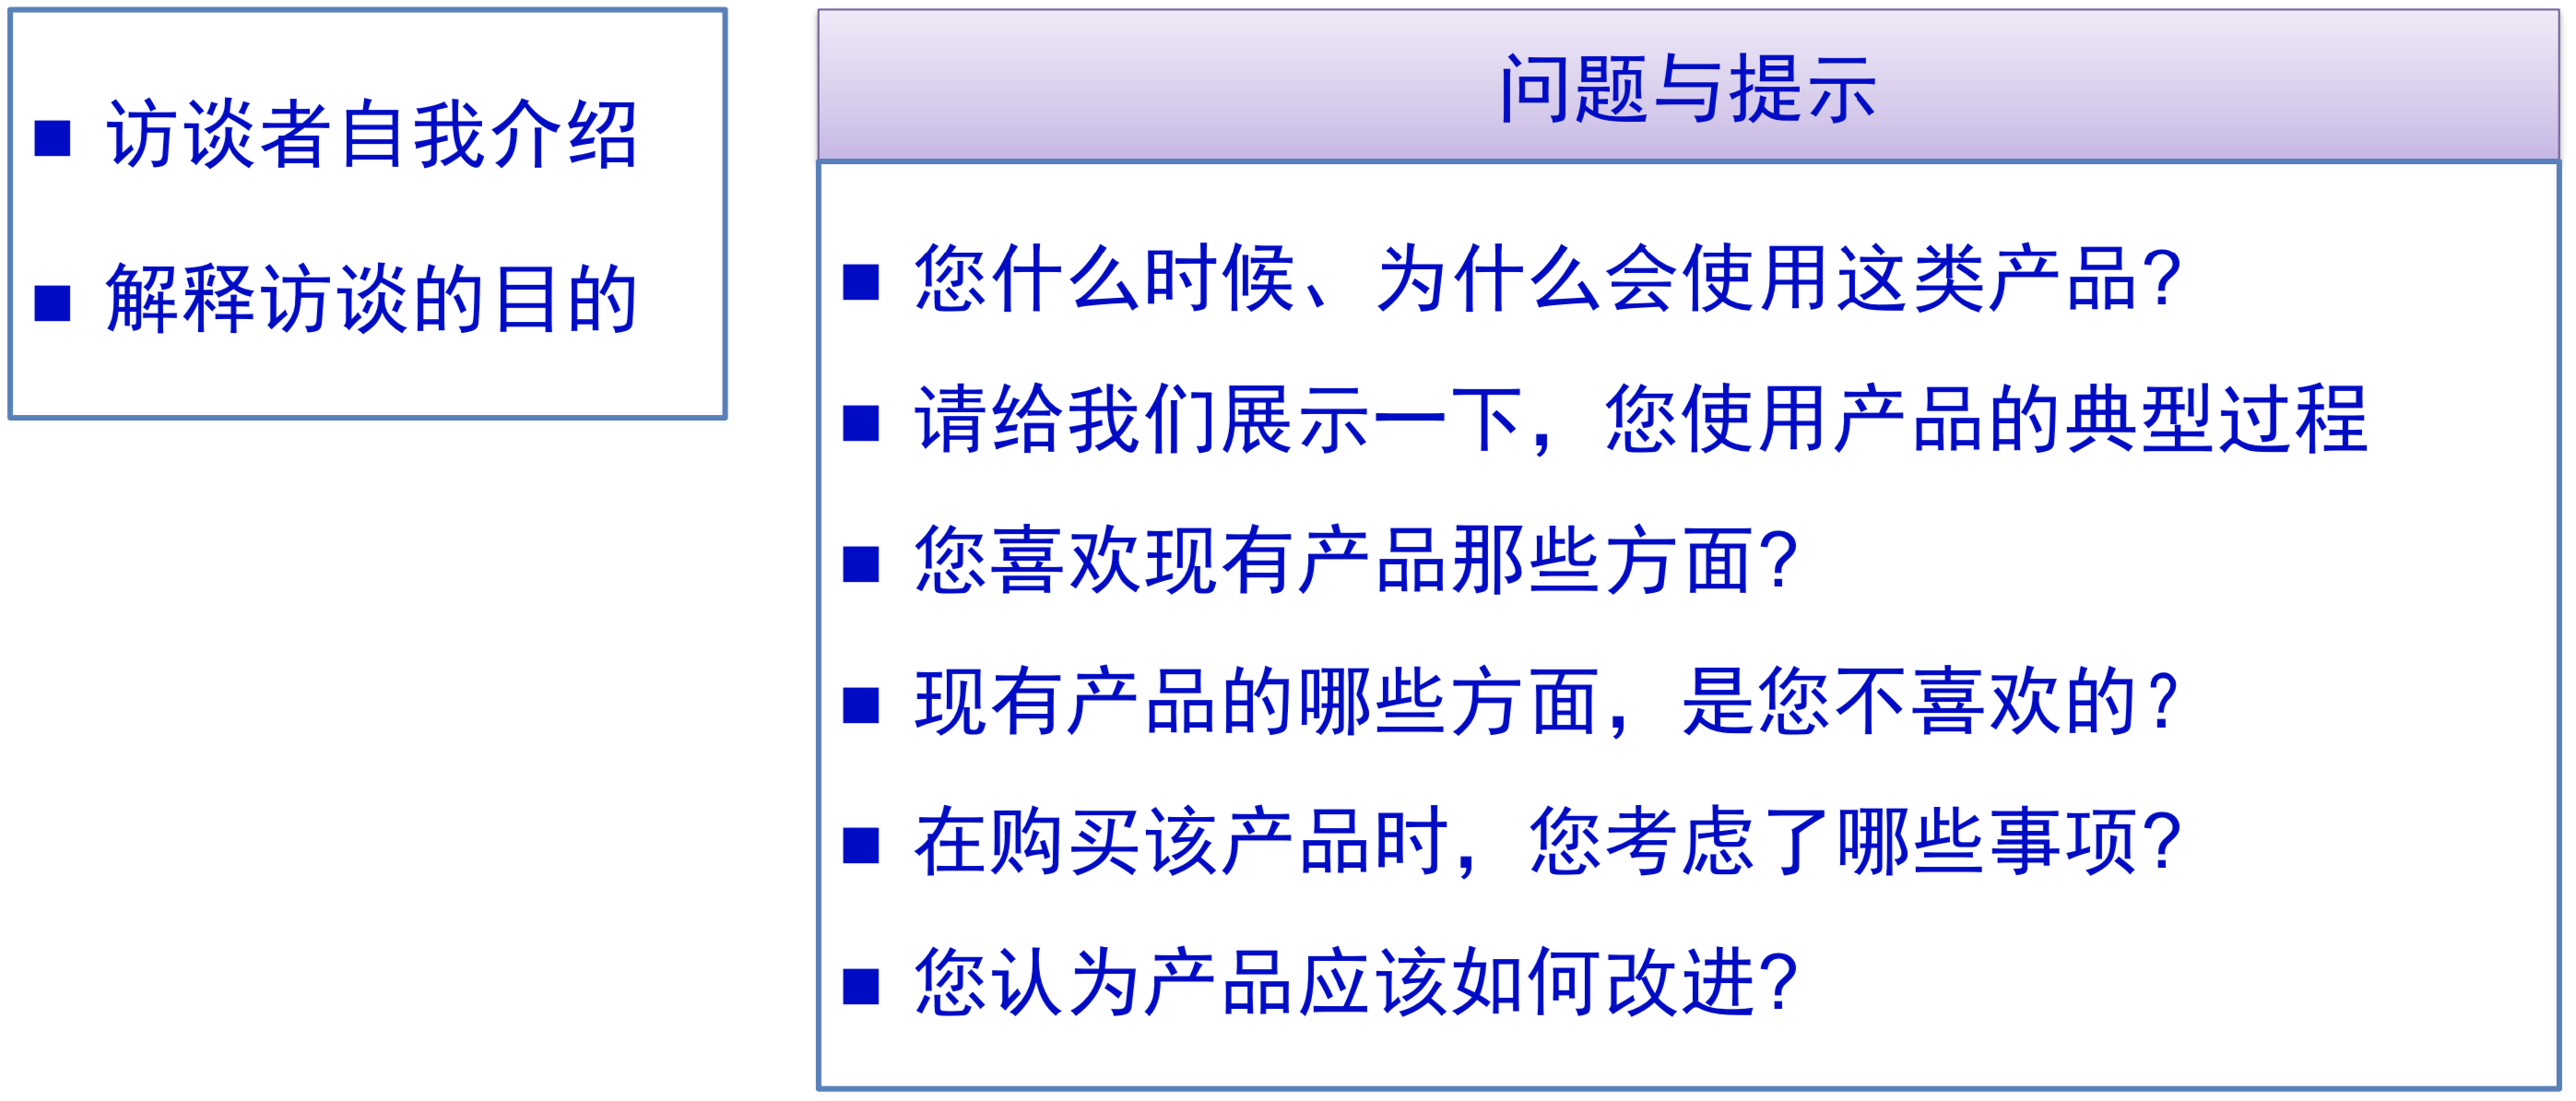 ■ 访谈者自我介绍
■ 解释访谈的目的
问题与提示
■ 您什么时候、为什么会使用这类产品?
■ 请给我们展示一下，您使用产品的典型过程
■ 您喜欢现有产品那些方面?
■ 现有产品的哪些方面，是您不喜欢的?
■ 在购买该产品时，您考虑了哪些事项?
■ 您认为产品应该如何改进?